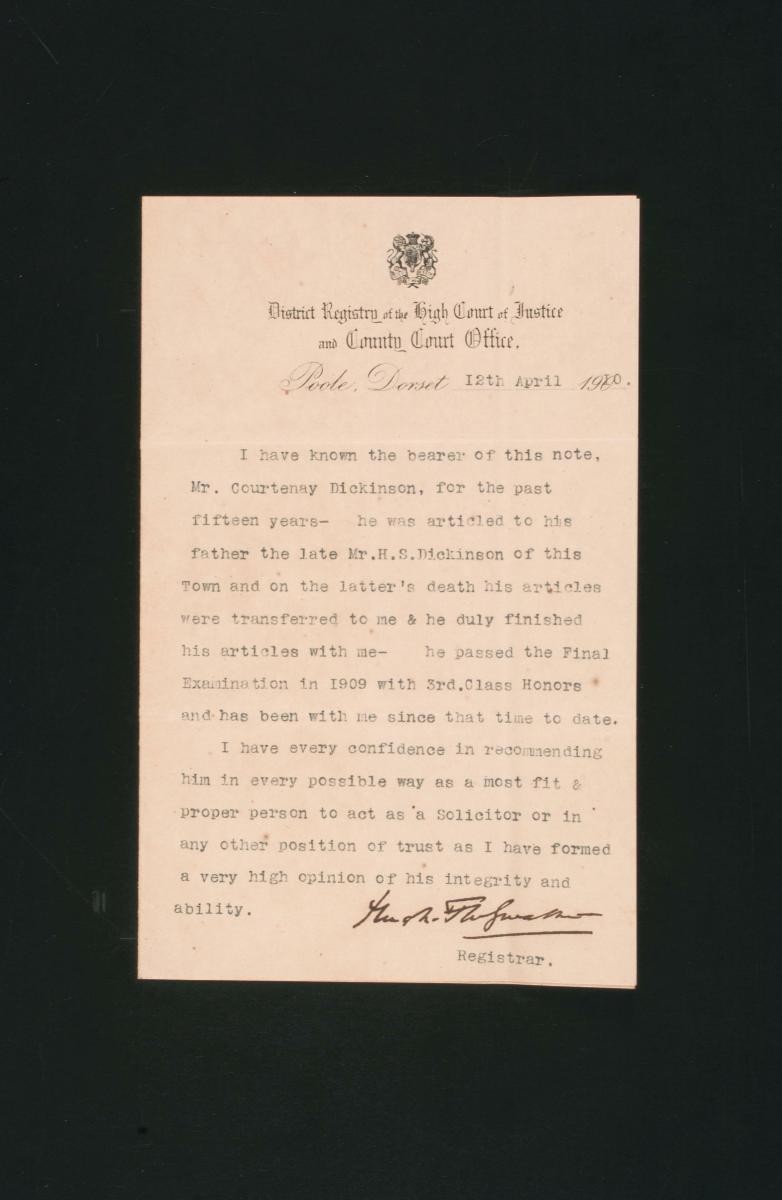 District Registry of the High Court of Justice
and County Court Office.
Poole, Dorset 12th April 1910.
I have known the bearer of this note,
Mr. Courtenay Dickinson, for the past
fifteen years- he was articled to his
father the late Mr.H.S.Dickinson of this
Town and on the latter's death his articles
were transferred to me & he duly finished
his articles with me- he passed the Final
Examination in 1909 with 3rd.Class Honors
and has been with me since that time to date.
I have every confidence in recommending
him in every possible way as a most fit &
proper person to act as a Solicitor or in
any other position of trust as I have formed
a very high opinion of his integrity and
ability.
Registrar.